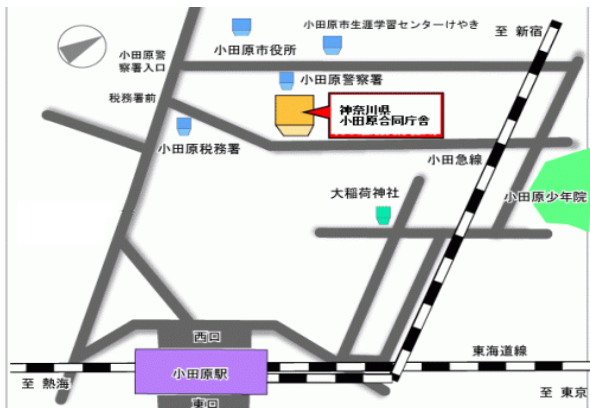 小田原市生涯学習センターけやき
至 新宿
小田原市役所
小田原警
察署入口
小田原警察署
税務署前
神奈川県
小田原合同庁舎
小田原税務署
小田急線
大稲荷神社
小田原少年院
西口
東海道線
小田原駅
至 熱海
至 東京
東口